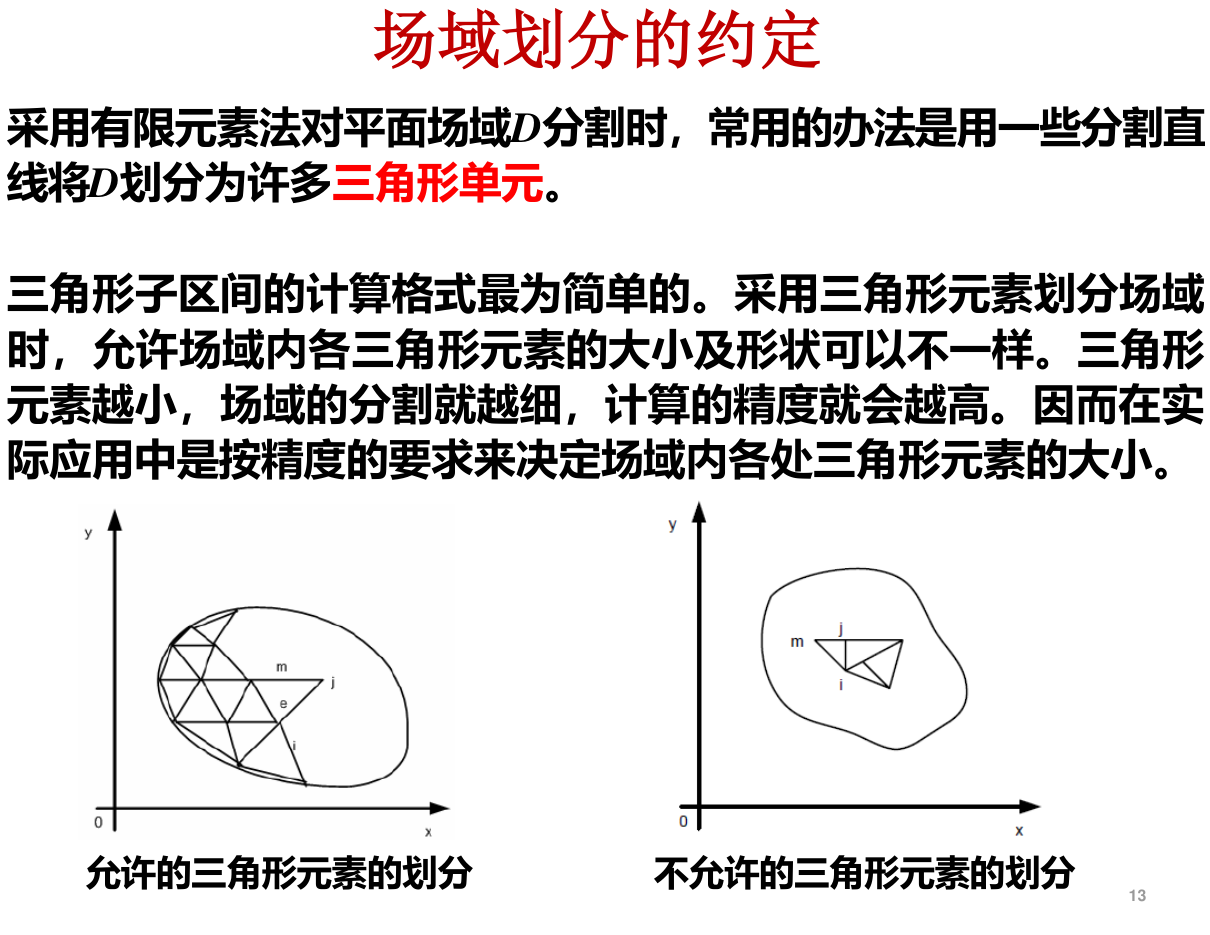 场域划分的约定
采用有限元素法对平面场域D分割时，常用的办法是用一些分割直
线将D划分为许多三角形单元。
三角形子区间的计算格式最为简单的。采用三角形元素划分场域
时，允许场域内各三角形元素的大小及形状可以不一样。三角形
元素越小，场域的分割就越细，计算的精度就会越高。因而在实
际应用中是按精度的要求来决定场域内各处三角形元素的大小。
y
m
j
e
i
0
x
y
j
m
i
0
x
允许的三角形元素的划分
不允许的三角形元素的划分
13